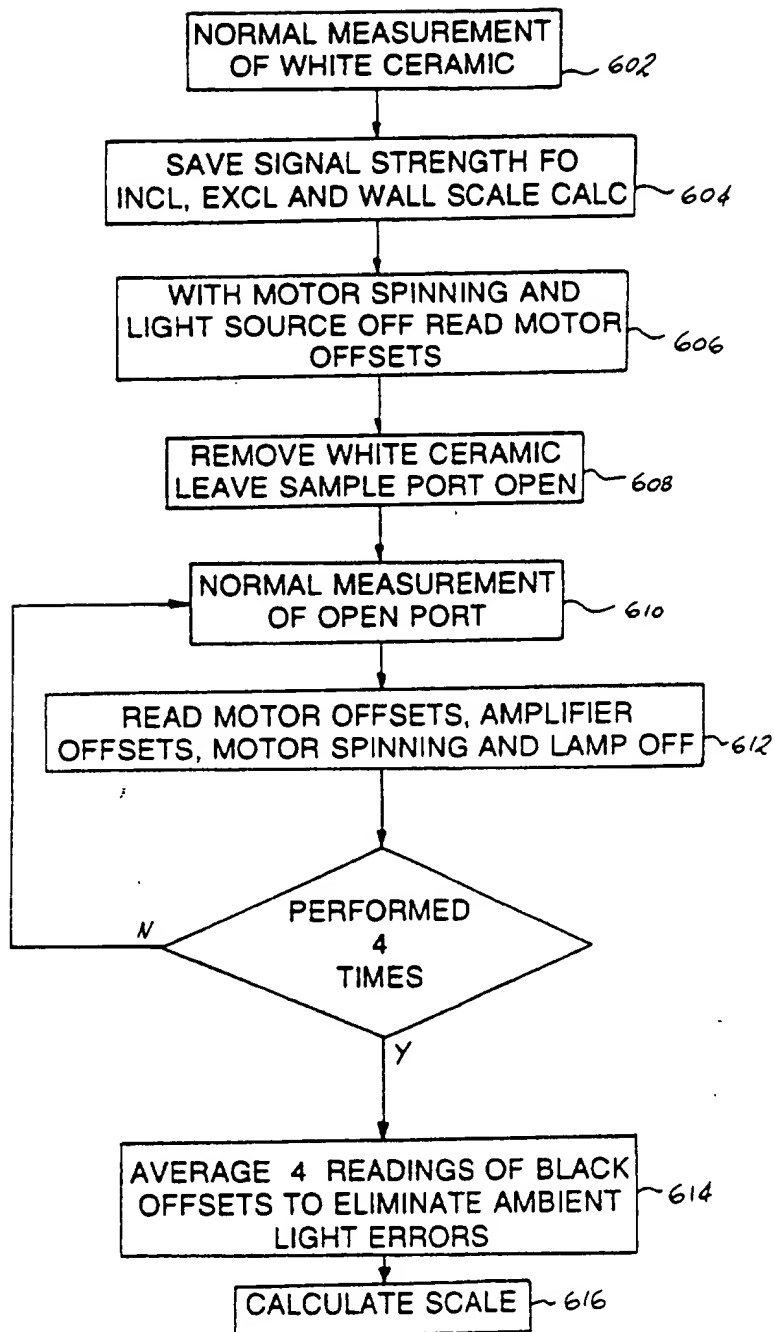 NORMAL MEASUREMENT
OF WHITE CERAMIC
602
SAVE SIGNAL STRENGTH FO
INCL, EXCL AND WALL SCALE CALC
604
WITH MOTOR SPINNING AND
LIGHT SOURCE OFF READ MOTOR
OFFSETS
606
REMOVE WHITE CERAMIC
LEAVE SAMPLE PORT OPEN
608
NORMAL MEASUREMENT
OF OPEN PORT
610
READ MOTOR OFFSETS, AMPLIFIER
OFFSETS, MOTOR SPINNING AND LAMP OFF
612
PERFORMED
4
TIMES
N
Y
AVERAGE 4 READINGS OF BLACK
OFFSETS TO ELIMINATE AMBIENT
LIGHT ERRORS
614
CALCULATE SCALE
616